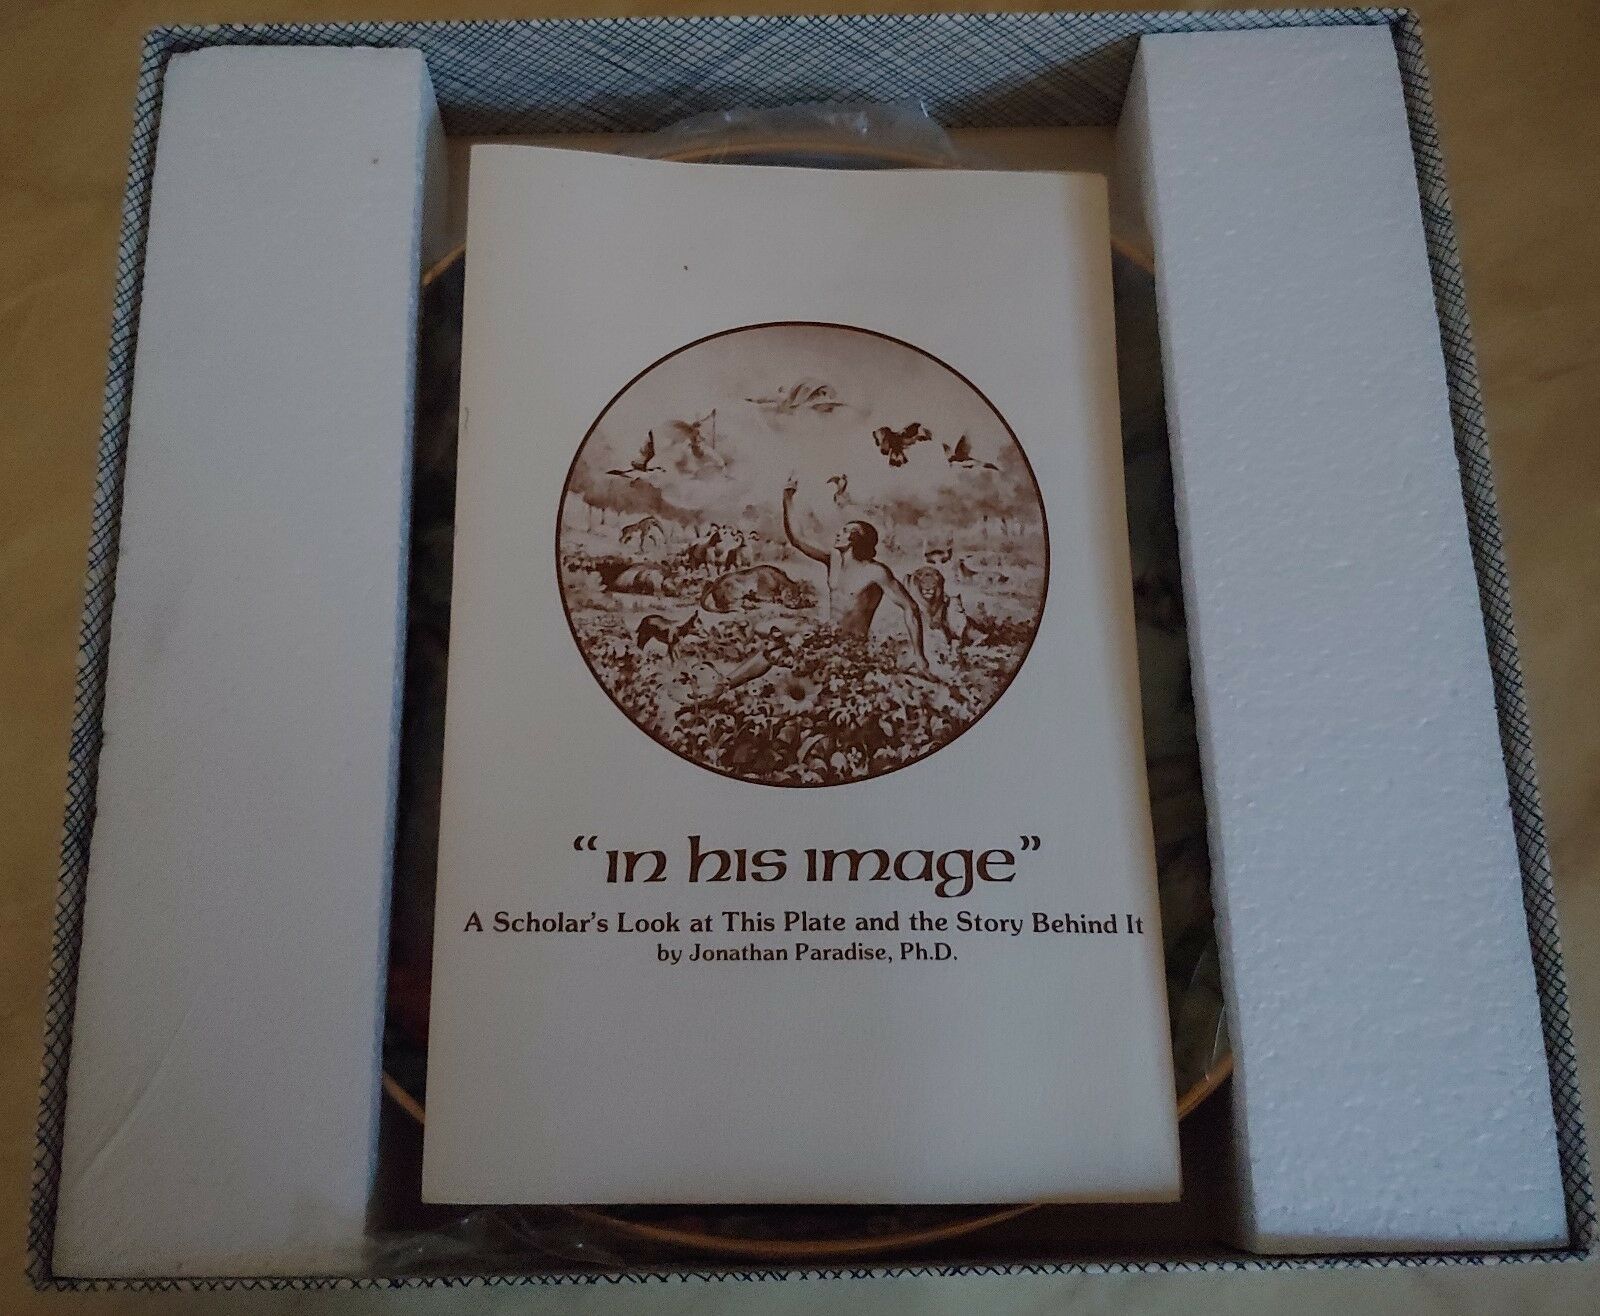 “in his image”
A Scholar’s Look at This Plate and the Story Behind It
by Jonathan Paradise, Ph.D.